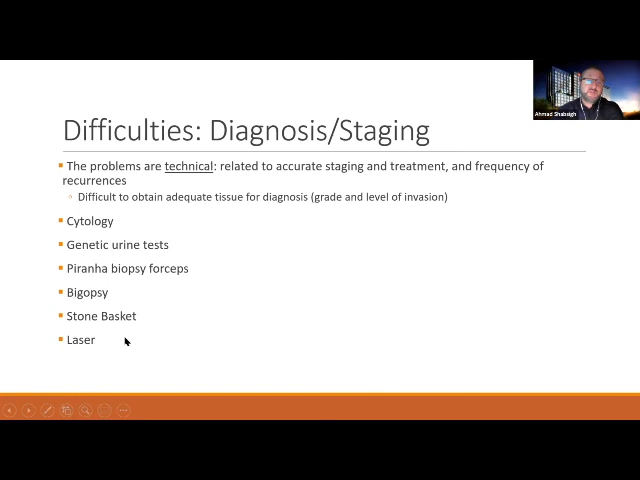 Ahmad Shabsigh
Difficulties: Diagnosis/Staging
The problems are technical: related to accurate staging and treatment, and frequency of
recurrences
Difficult to obtain adequate tissue for diagnosis (grade and level of invasion)
Cytology
Genetic urine tests
Piranha biopsy forceps
Bigopsy
Stone Basket
Laser